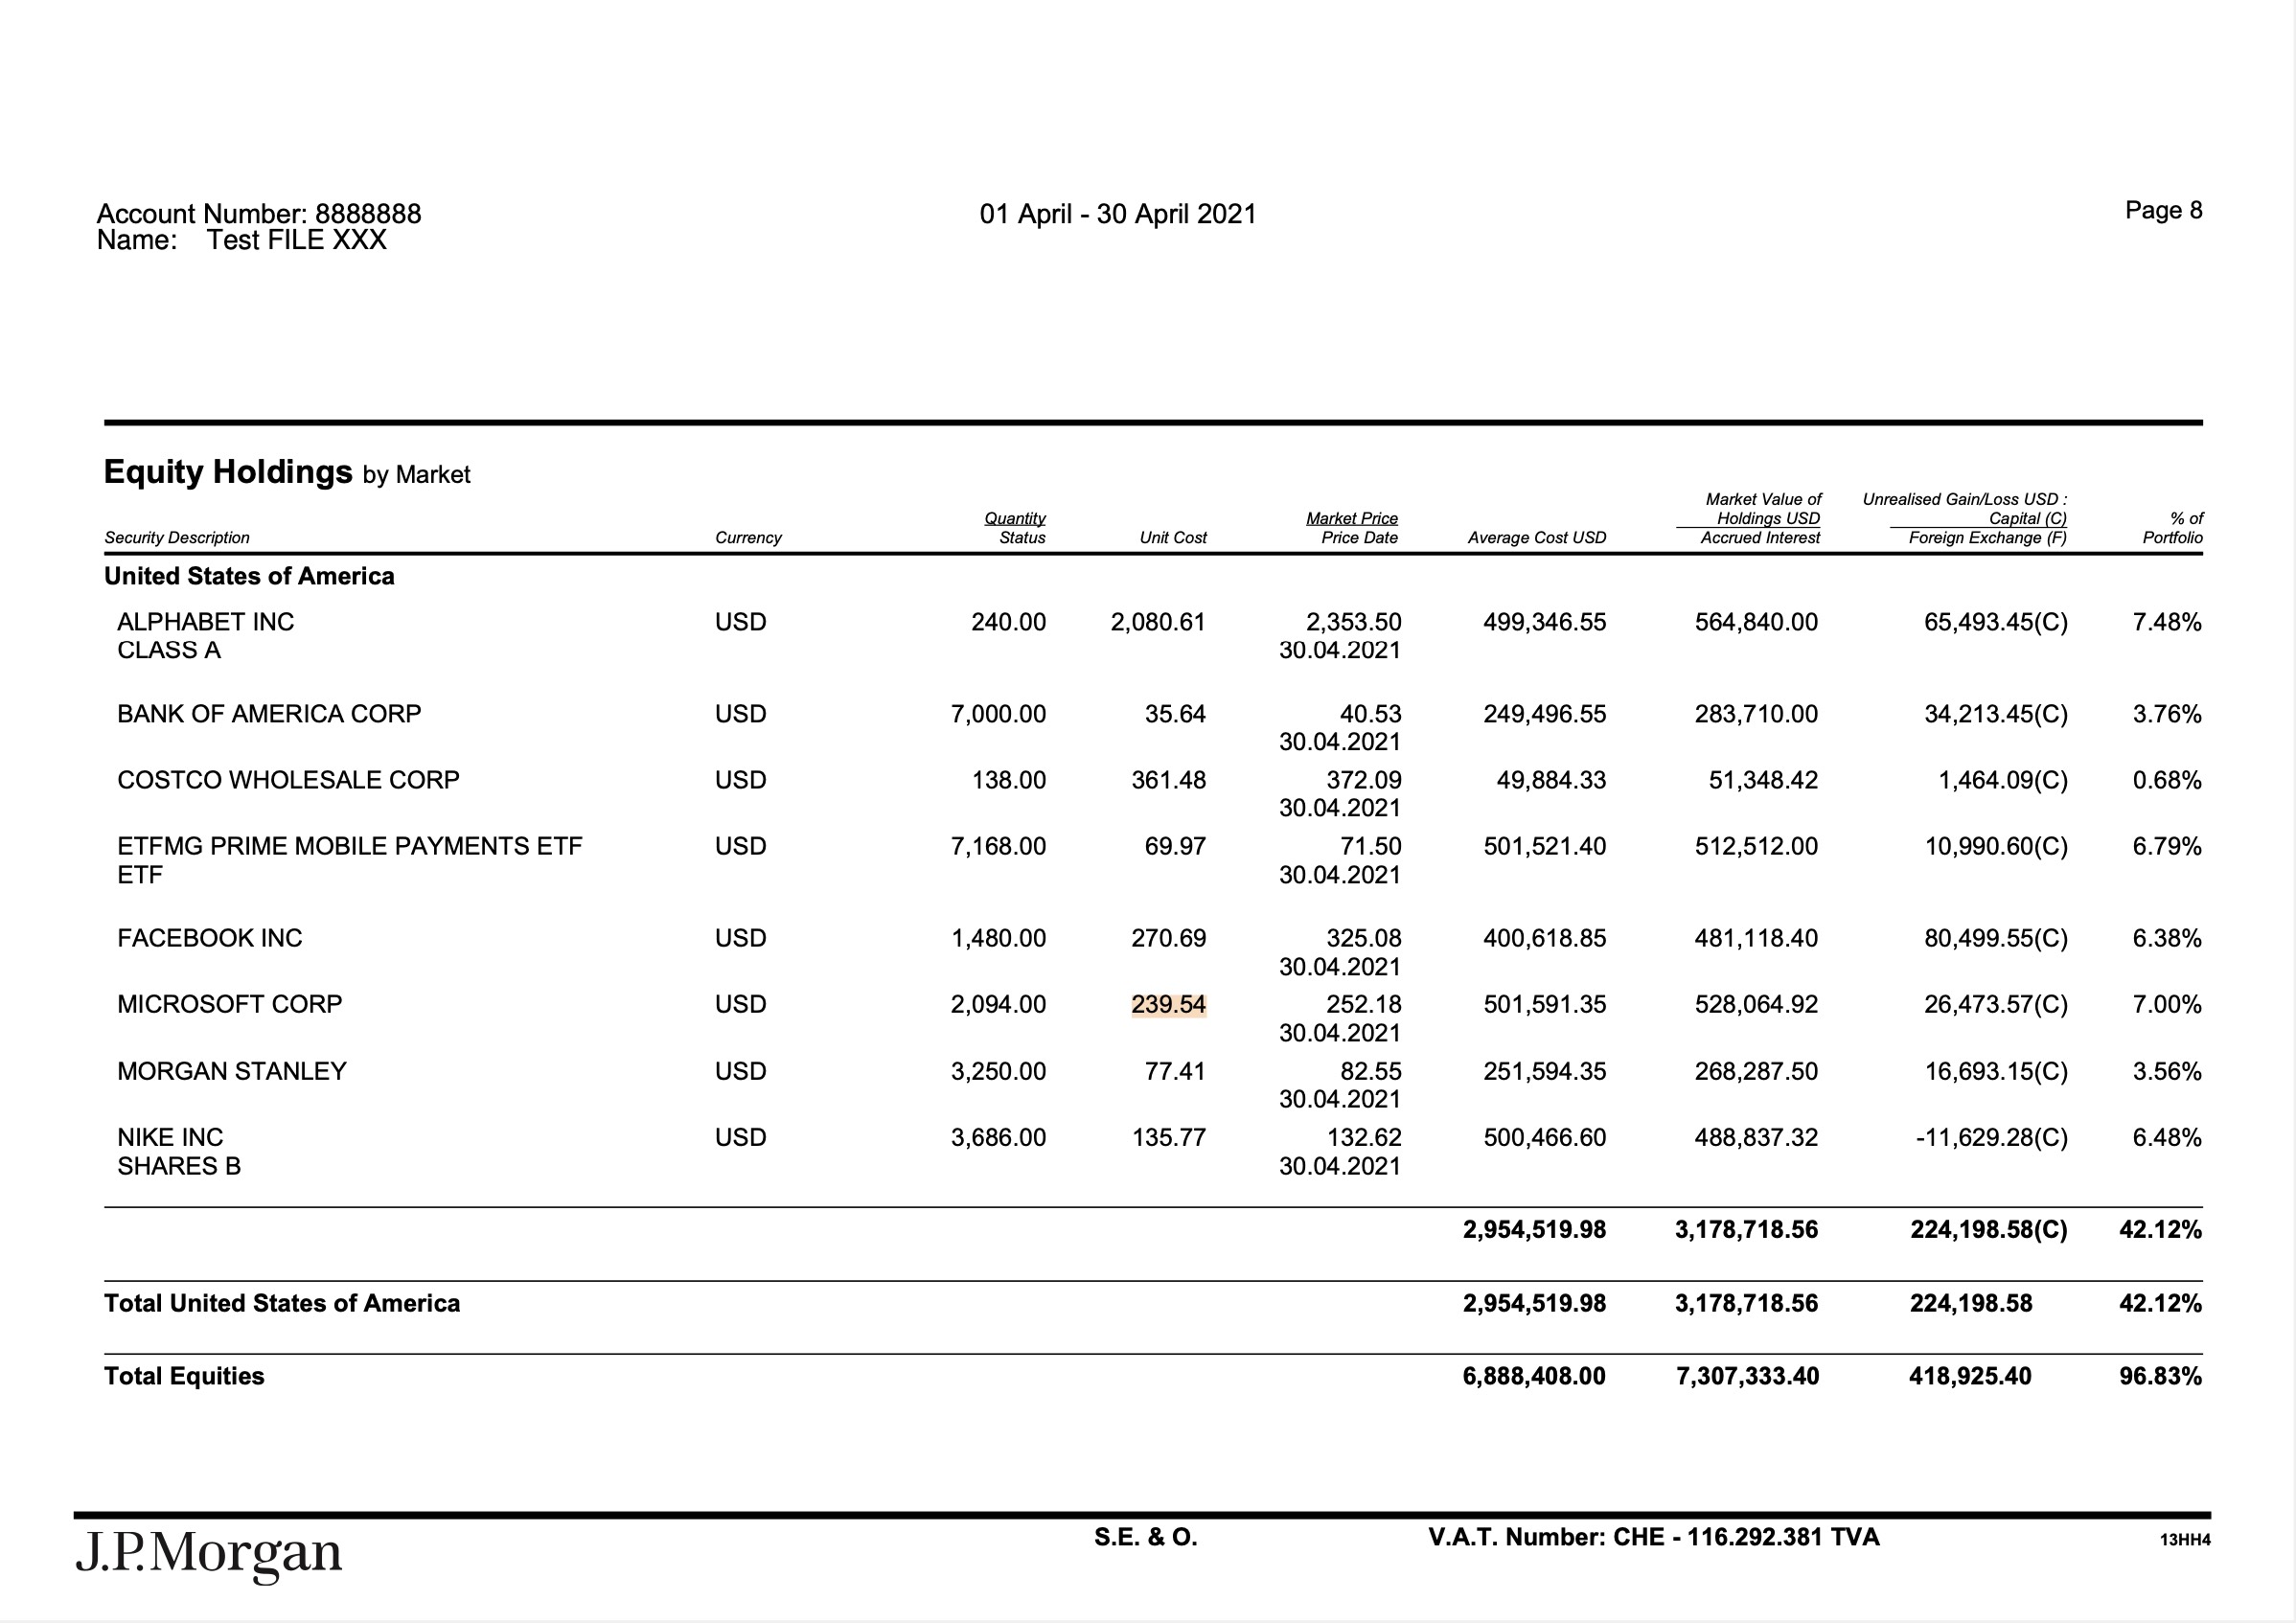 Account Number: 8888888
Name: Test FILE XXX
01 April - 30 April 2021
Page 8
Equity Holdings by Market
Security Description Currency Quantity Status Unit Cost Market Price Price Date Average Cost USD Market Value of Holdings USD Accrued Interest Unrealised Gain/Loss USD : Capital (C) Foreign Exchange (F) % of Portfolio
United States of America
ALPHABET INC USD 240.00 2,080.61 2,353.50 499,346.55 564,840.00 65,493.45(C) 7.48%
CLASS A 30.04.2021
BANK OF AMERICA CORP USD 7,000.00 35.64 40.53 249,496.55 283,710.00 34,213.45(C) 3.76%
30.04.2021
COSTCO WHOLESALE CORP USD 138.00 361.48 372.09 49,884.33 51,348.42 1,464.09(C) 0.68%
30.04.2021
ETFMG PRIME MOBILE PAYMENTS ETF USD 7,168.00 69.97 71.50 501,521.40 512,512.00 10,990.60(C) 6.79%
ETF 30.04.2021
FACEBOOK INC USD 1,480.00 270.69 325.08 400,618.85 481,118.40 80,499.55(C) 6.38%
30.04.2021
MICROSOFT CORP USD 2,094.00 239.54 252.18 501,591.35 528,064.92 26,473.57(C) 7.00%
30.04.2021
MORGAN STANLEY USD 3,250.00 77.41 82.55 251,594.35 268,287.50 16,693.15(C) 3.56%
30.04.2021
NIKE INC USD 3,686.00 135.77 132.62 500,466.60 488,837.32 -11,629.28(C) 6.48%
SHARES B 30.04.2021
2,954,519.98 3,178,718.56 224,198.58(C) 42.12%
Total United States of America 2,954,519.98 3,178,718.56 224,198.58 42.12%
Total Equities 6,888,408.00 7,307,333.40 418,925.40 96.83%
J.P.Morgan
S.E. & O.
V.A.T. Number: CHE - 116.292.381 TVA
13HH4